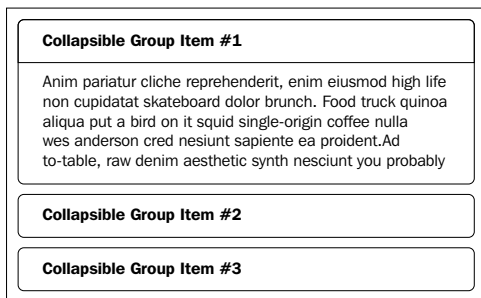 Collapsible Group Item #1
Anim pariatur cliche reprehenderit, enim eiusmod high life
non cupidatat skateboard dolor brunch. Food truck quinoa
aliqua put a bird on it squid single-origin coffee nulla
wes anderson cred nesiunt sapiente ea proident.Ad
to-table, raw denim aesthetic synth nesciunt you probably
Collapsible Group Item #2
Collapsible Group Item #3